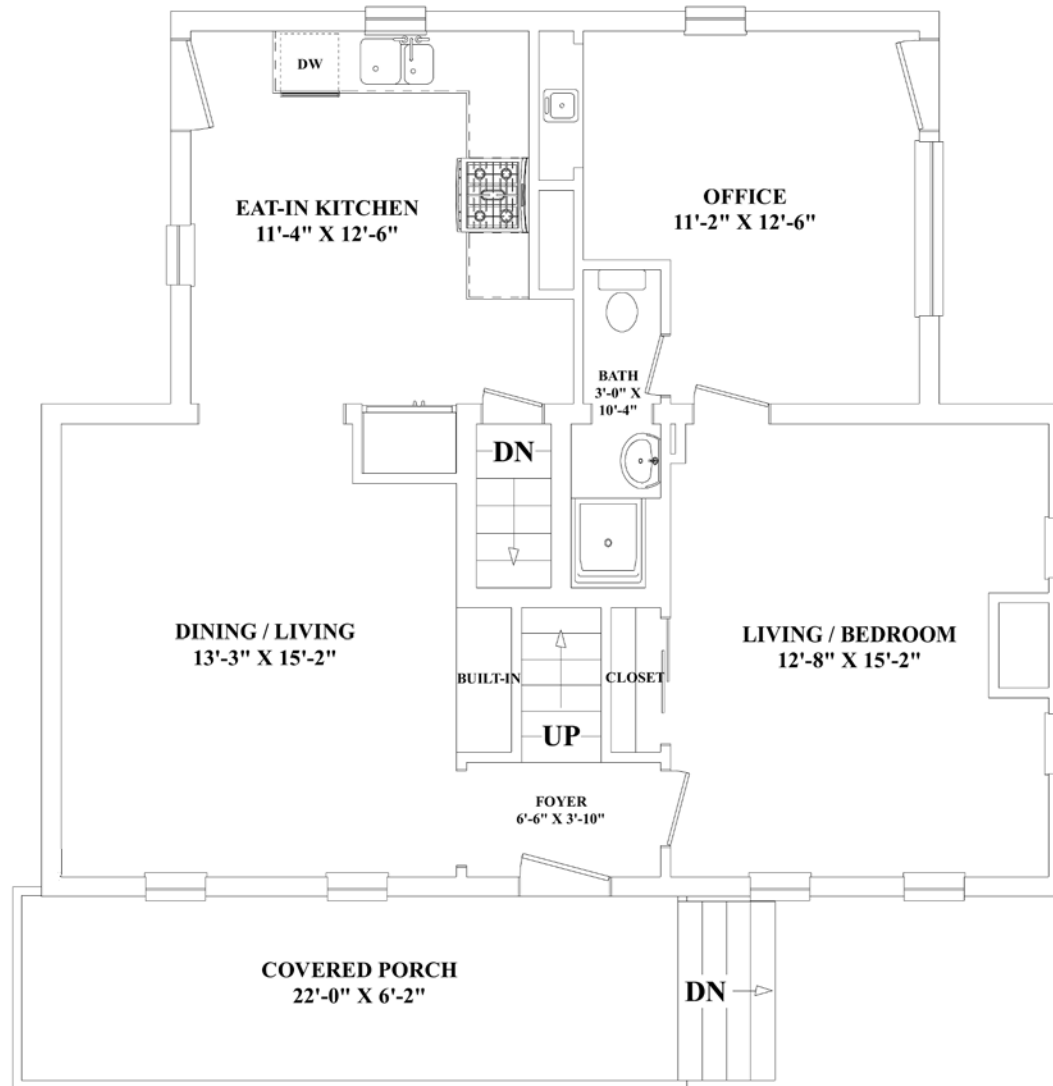 DW
EAT-IN KITCHEN
11'-4" X 12'-6"
OFFICE
11'-2" X 12'-6"
BATH
3'-0" X
10'-4"
DN
DINING / LIVING
13'-3" X 15'-2"
BUILT-IN
CLOSET
LIVING / BEDROOM
12'-8" X 15'-2"
UP
FOYER
6'-6" X 3'-10"
COVERED PORCH
22'-0" X 6'-2"
DN